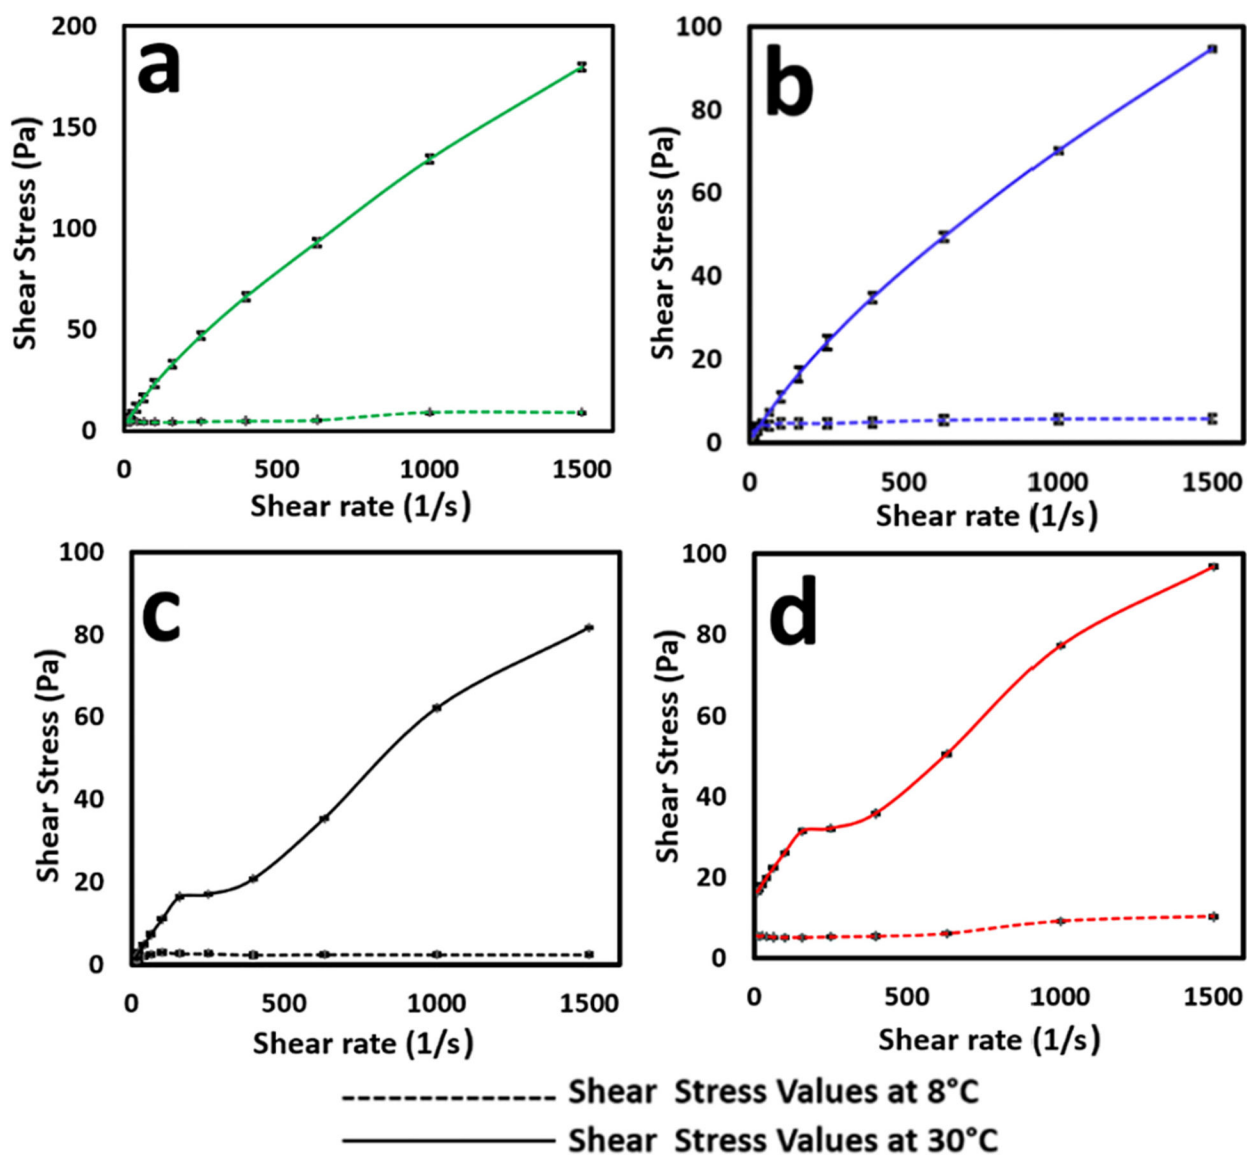 a
200
150
100
50
0
Shear Stress (Pa)
0 500 1000 1500
Shear rate (1/s)
b
100
80
60
40
20
0
Shear Stress (Pa)
0 500 1000 1500
Shear rate (1/s)
c
100
80
60
40
20
0
Shear Stress (Pa)
0 500 1000 1500
Shear rate (1/s)
d
100
80
60
40
20
0
Shear Stress (Pa)
0 500 1000 1500
Shear rate (1/s)
Shear Stress Values at 8°C
Shear Stress Values at 30°C